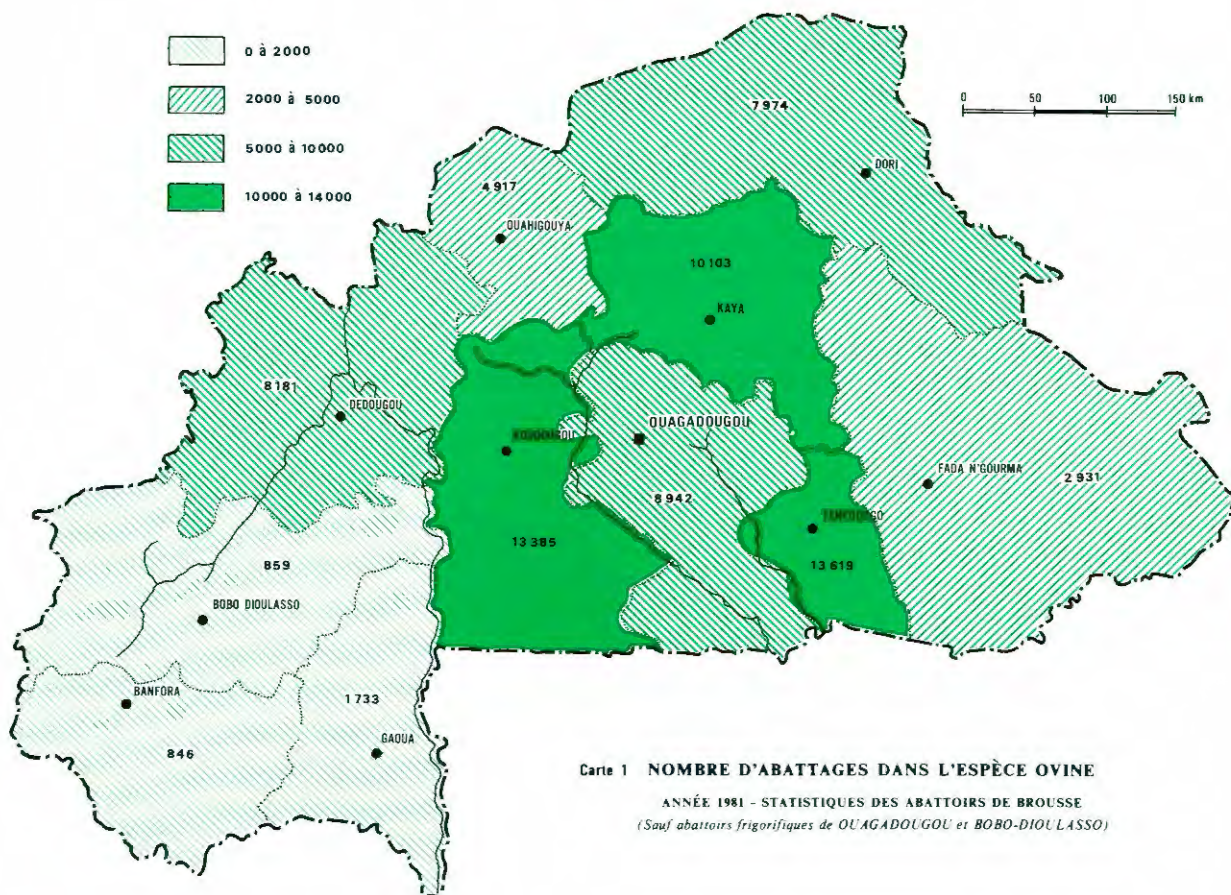 0 à 2000
2000 à 5000
5000 à 10000
10000 à 14000
0 50 100 150 km
7 974
DORI
4 917
OUAHIGOUYA
10 103
KAYA
8 181
DEDOUGOU
KOUDOUGOU
OUAGADOUGOU
8 942
FADA N'GOURMA
2 931
TENKODOGO
13 385
13 619
859
BOBO DIOULASSO
BANFORA
1 733
846
GAOUA
Carte 1 NOMBRE D'ABATTAGES DANS L'ESPÈCE OVINE
ANNÉE 1981 - STATISTIQUES DES ABATTOIRS DE BROUSSE
(Sauf abattoirs frigorifiques de OUAGADOUGOU et BOBO-DIOULASSO)